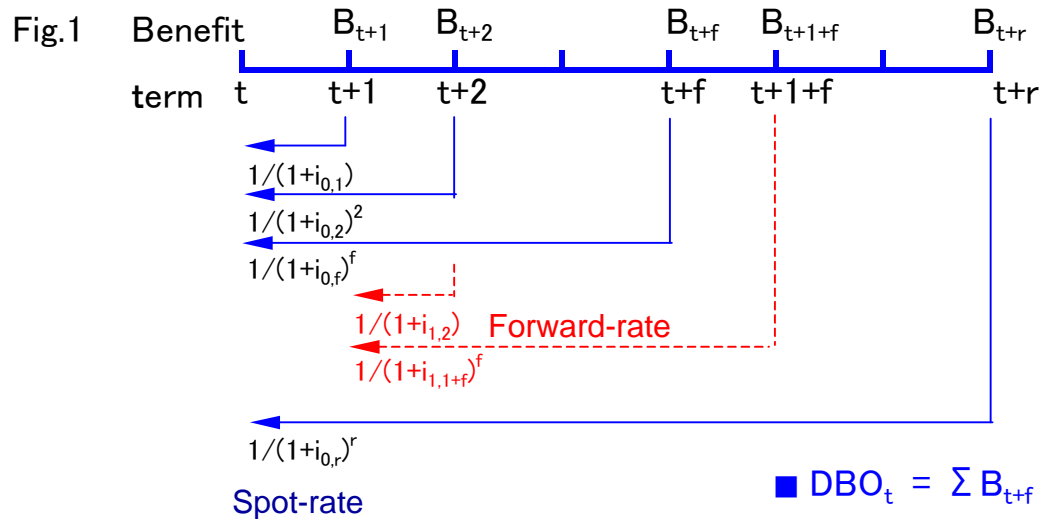 Fig.1 Benefit B_{t+1} B_{t+2} B_{t+f} B_{t+1+f} B_{t+r}
term t t+1 t+2 t+f t+1+f t+r
1/(1+i_{0,1})
1/(1+i_{0,2})^2
1/(1+i_{0,f})^f
1/(1+i_{1,2}) Forward-rate
1/(1+i_{1,1+f})^f
1/(1+i_{0,r})^r
Spot-rate
■ DBO_t = Σ B_{t+f}